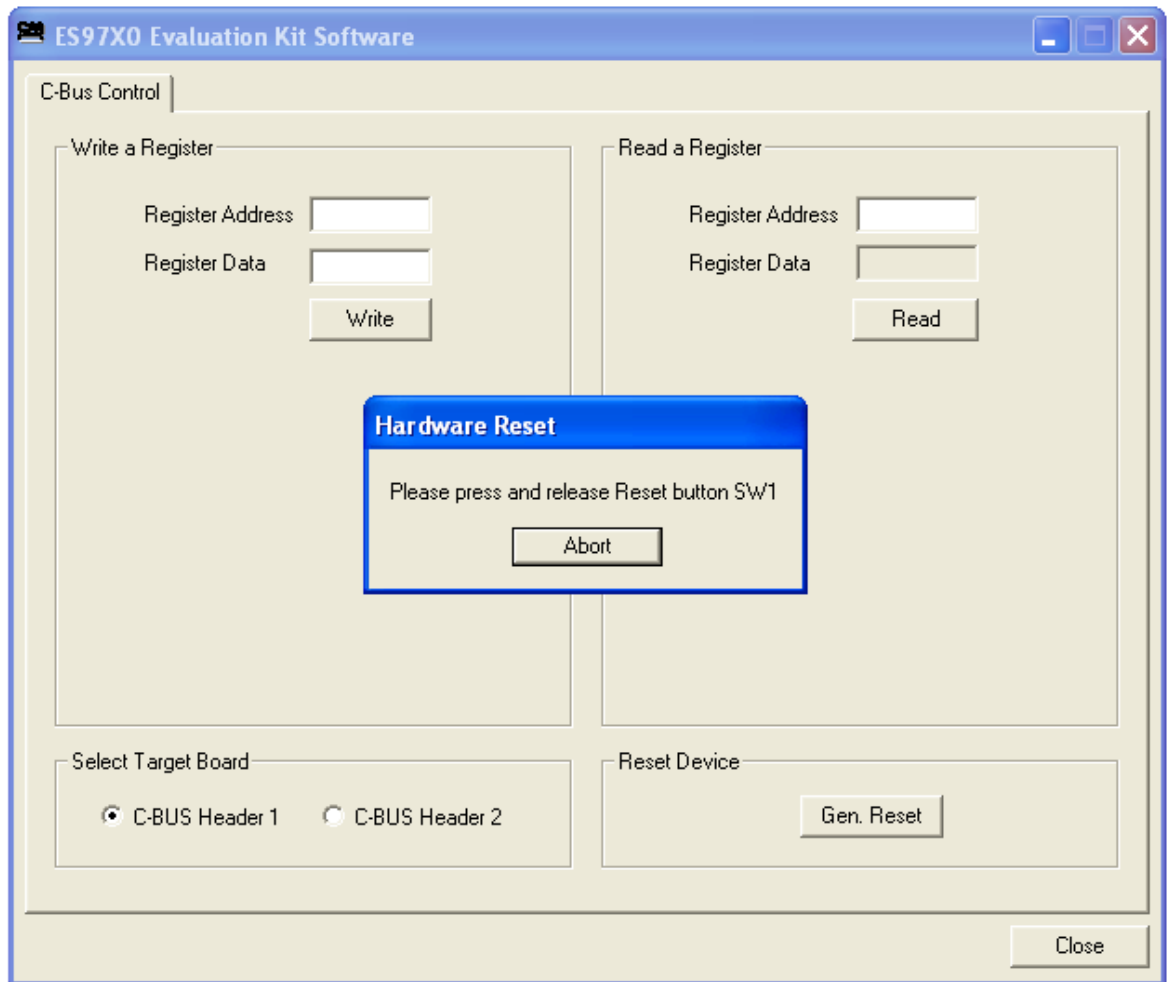 ES97X0 Evaluation Kit Software
C-Bus Control
Write a Register
Register Address
Register Data
Write
Read a Register
Register Address
Register Data
Read
Hardware Reset
Please press and release Reset button SW1
Abort
Select Target Board
C-BUS Header 1 C-BUS Header 2
Reset Device
Gen. Reset
Close